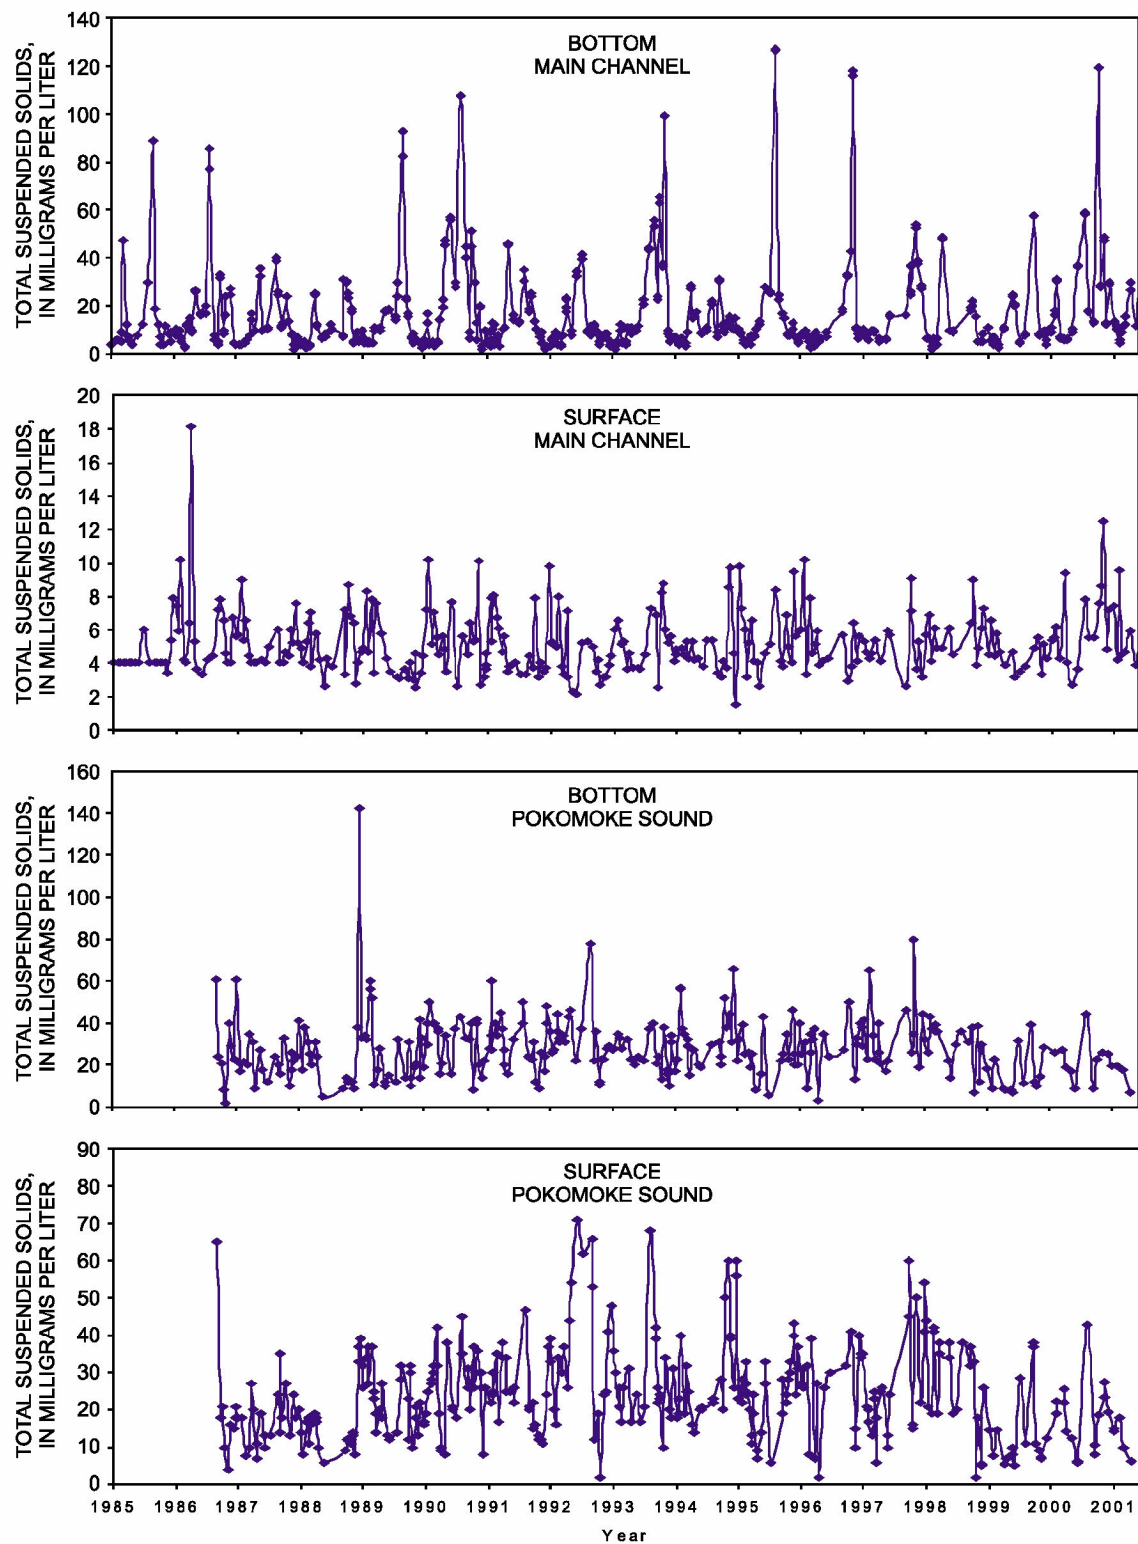 TOTAL SUSPENDED SOLIDS,
IN MILLIGRAMS PER LITER
140
120
100
80
60
40
20
0
BOTTOM
MAIN CHANNEL
TOTAL SUSPENDED SOLIDS,
IN MILLIGRAMS PER LITER
20
18
16
14
12
10
8
6
4
2
0
SURFACE
MAIN CHANNEL
TOTAL SUSPENDED SOLIDS,
IN MILLIGRAMS PER LITER
160
140
120
100
80
60
40
20
0
BOTTOM
POKOMOKE SOUND
TOTAL SUSPENDED SOLIDS,
IN MILLIGRAMS PER LITER
90
80
70
60
50
40
30
20
10
0
SURFACE
POKOMOKE SOUND
1985 1986 1987 1988 1989 1990 1991 1992 1993 1994 1995 1996 1997 1998 1999 2000 2001
Year